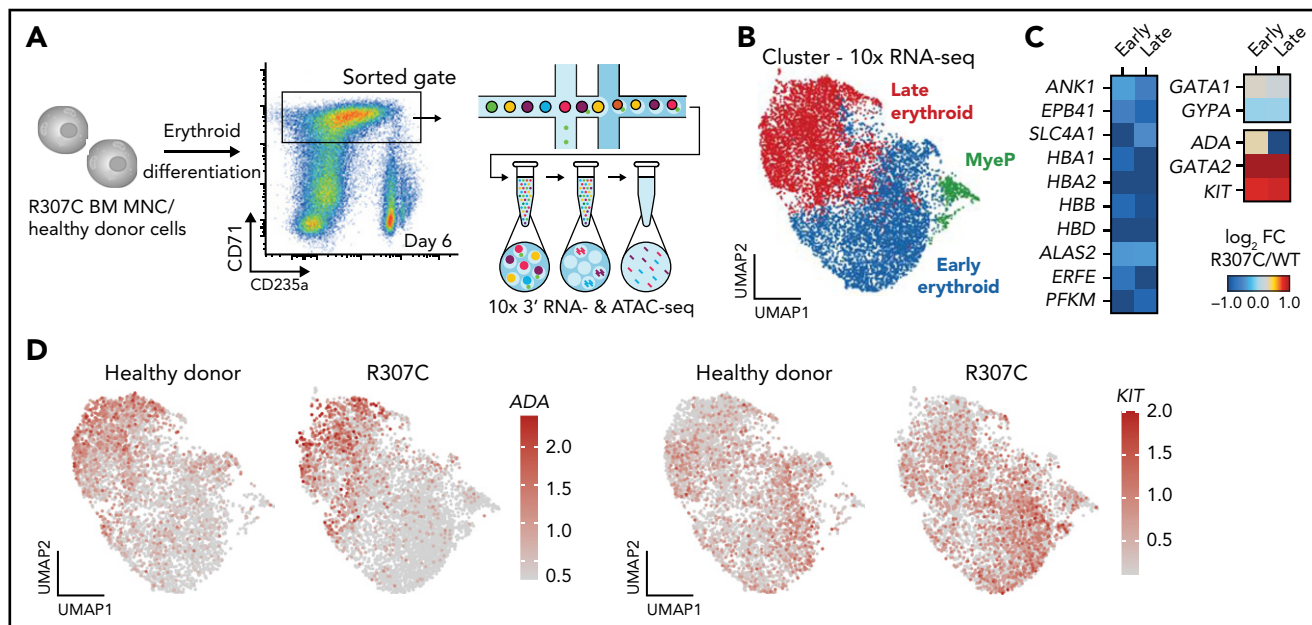 A
R307C BM MNC/
healthy donor cells
Erythroid
differentiation
Sorted gate
Day 6
CD71
CD235a
10x 3’ RNA- & ATAC-seq
B
Cluster - 10x RNA-seq
Late
erythroid
MyeP
Early
erythroid
UMAP2
UMAP1
C
Early
Late
ANK1
EPB41
SLC4A1
HBA1
HBA2
HBB
HBD
ALAS2
ERFE
PFKM
Early
Late
GATA1
GYPA
ADA
GATA2
KIT
log2 FC
R307C/WT
−1.0 0.0 1.0
D
Healthy donor
R307C
UMAP2
UMAP1
ADA
2.0
1.5
1.0
0.5
Healthy donor
R307C
UMAP2
UMAP1
KIT
2.0
1.5
1.0
0.5